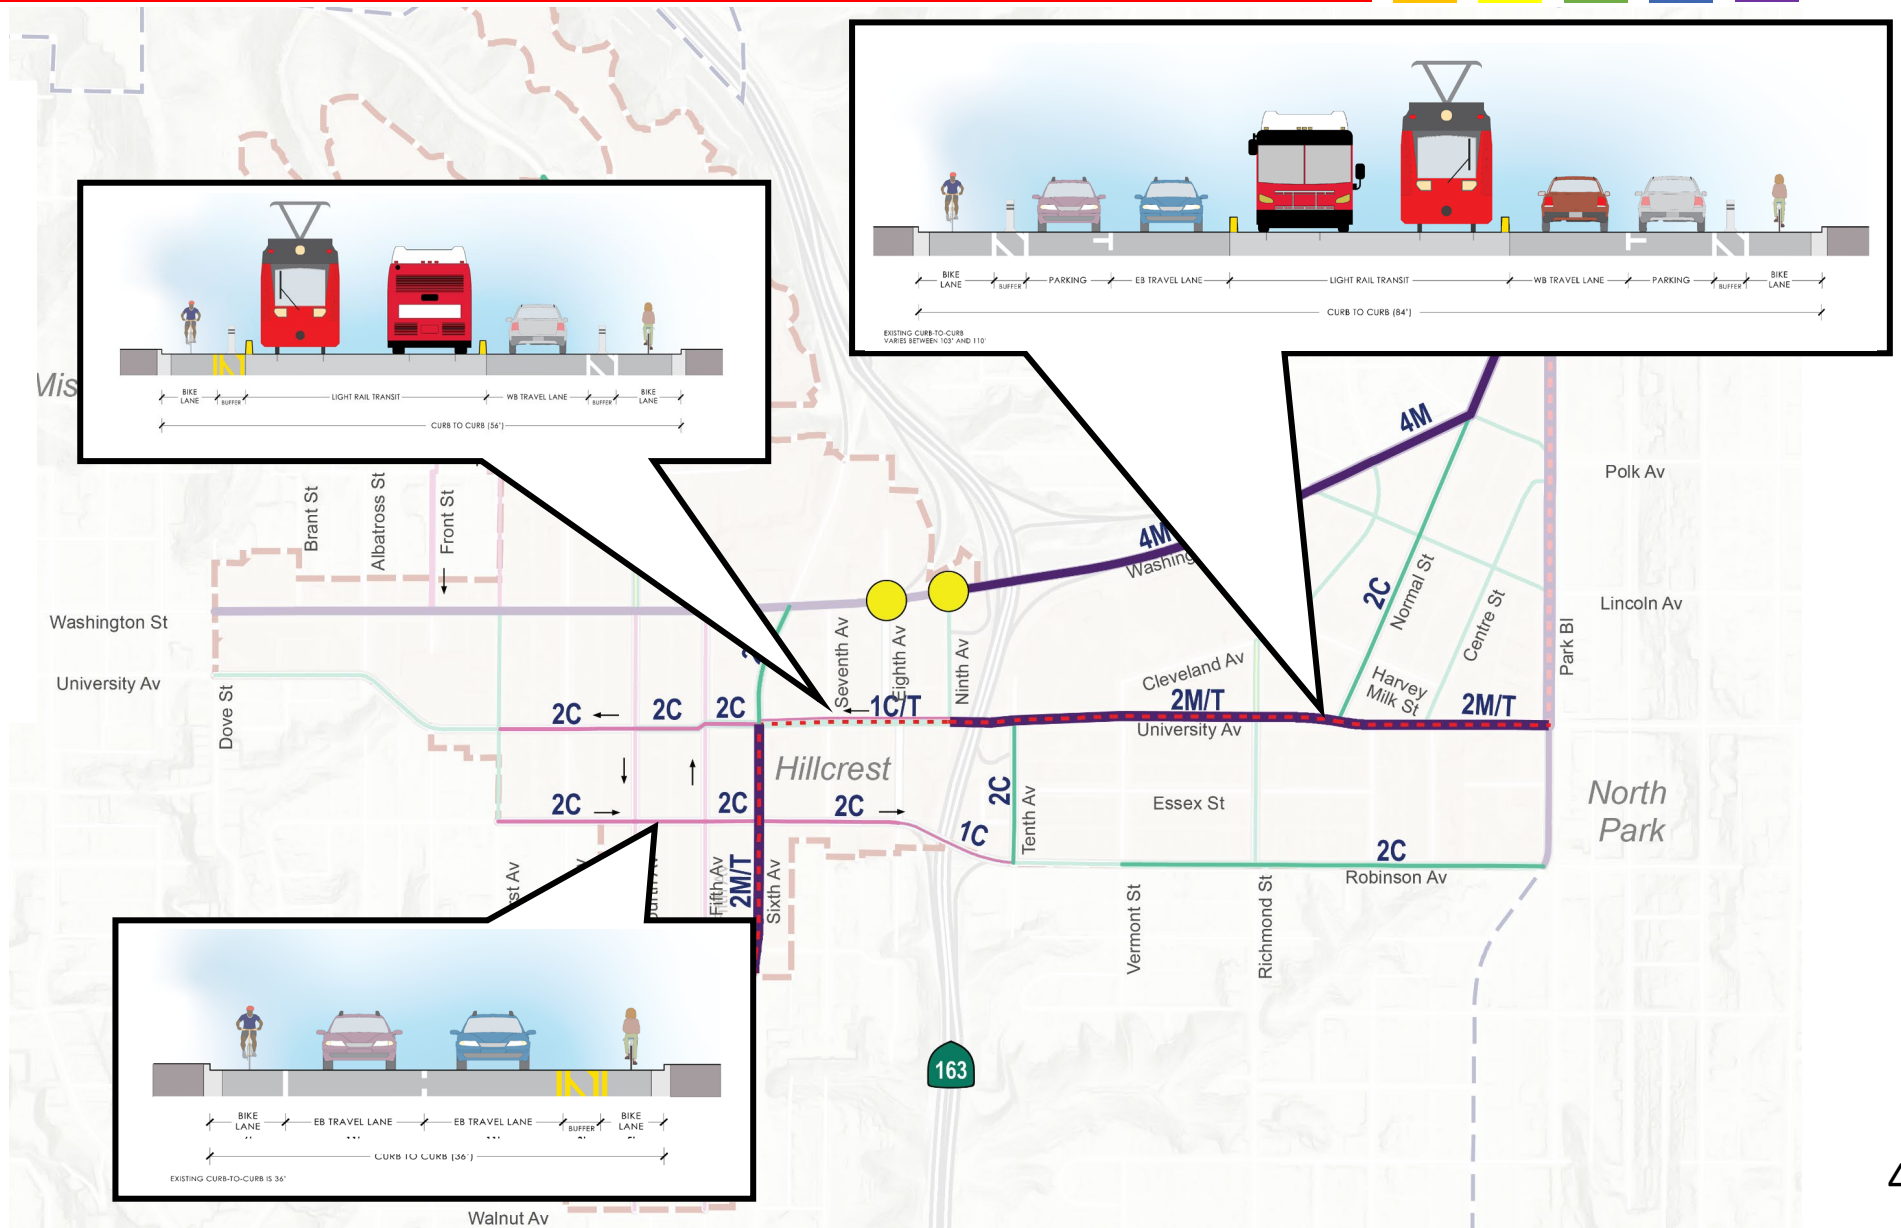 BIKE
LANE
BUFFER
PARKING
EB TRAVEL LANE
LIGHT RAIL TRANSIT
WB TRAVEL LANE
PARKING
BUFFER
BIKE
LANE
CURB TO CURB (84')
EXISTING CURB-TO-CURB
VARIES BETWEEN 103' AND 110'
BIKE
LANE
BUFFER
LIGHT RAIL TRANSIT
WB TRAVEL LANE
BUFFER
BIKE
LANE
CURB TO CURB (56')
4M
Polk Av
Brant St
Albatross St
Front St
4M
Normal St
2C
Centre St
Lincoln Av
Park Bl
Washington St
University Av
Dove St
Seventh Av
Eighth Av
Ninth Av
Cleveland Av
Harvey
Milk St
2C
2C
2C
1C/T
2M/T
2M/T
University Av
Hillcrest
2C
2C
2C
1C
2C
Tenth Av
Essex St
North
Park
2C
Robinson Av
Fifth Av
2M/T
Sixth Av
Vermont St
Richmond St
163
BIKE
LANE
EB TRAVEL LANE
EB TRAVEL LANE
BUFFER
BIKE
LANE
CURB TO CURB (36')
EXISTING CURB-TO-CURB IS 36'
Walnut Av